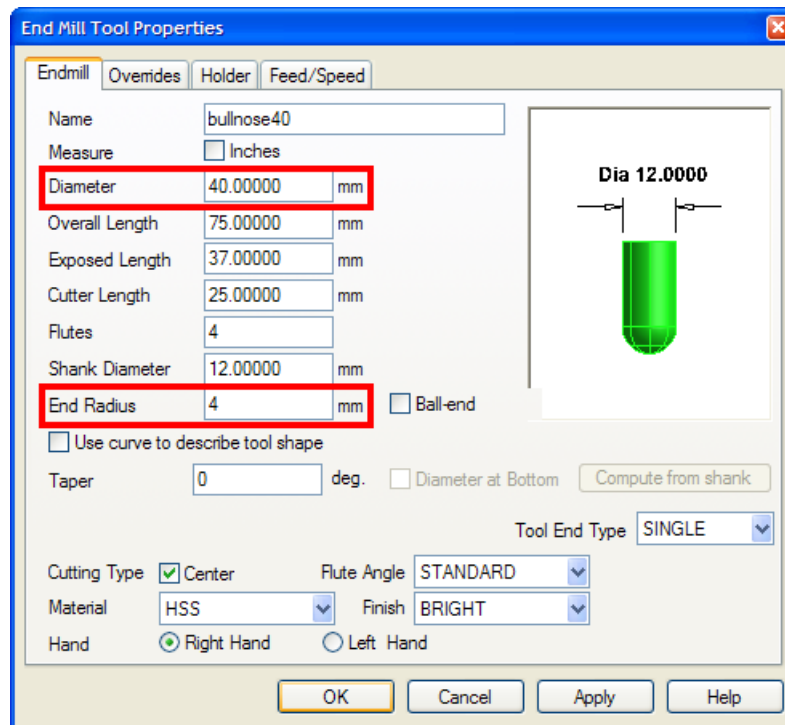 End Mill Tool Properties
Endmill Overrides Holder Feed/Speed
Name bullnose40
Measure Inches
Dia 12.0000
Diameter 40.00000 mm
Overall Length 75.00000 mm
Exposed Length 37.00000 mm
Cutter Length 25.00000 mm
Flutes 4
Shank Diameter 12.00000 mm
End Radius 4 mm Ball-end
Use curve to describe tool shape
Taper 0 deg. Diameter at Bottom Compute from shank
Tool End Type SINGLE
Cutting Type Center Flute Angle STANDARD
Material HSS Finish BRIGHT
Hand Right Hand Left Hand
OK Cancel Apply Help